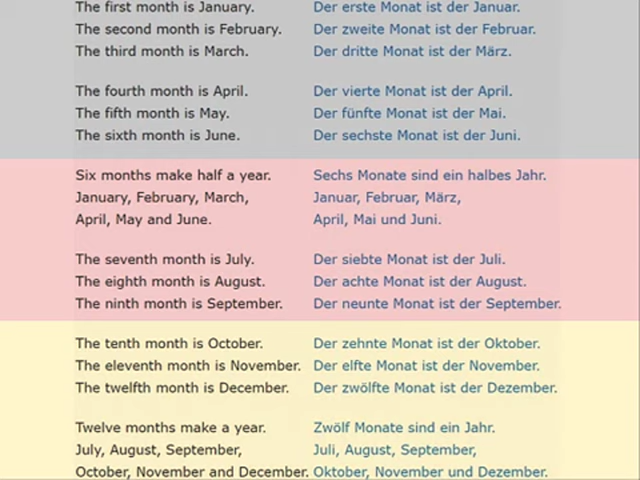 The first month is January. Der erste Monat ist der Januar.
The second month is February. Der zweite Monat ist der Februar.
The third month is March. Der dritte Monat ist der März.
The fourth month is April. Der vierte Monat ist der April.
The fifth month is May. Der fünfte Monat ist der Mai.
The sixth month is June. Der sechste Monat ist der Juni.
Six months make half a year. Sechs Monate sind ein halbes Jahr.
January, February, March, Januar, Februar, März,
April, May and June. April, Mai und Juni.
The seventh month is July. Der siebte Monat ist der Juli.
The eighth month is August. Der achte Monat ist der August.
The ninth month is September. Der neunte Monat ist der September.
The tenth month is October. Der zehnte Monat ist der Oktober.
The eleventh month is November. Der elfte Monat ist der November.
The twelfth month is December. Der zwölfte Monat ist der Dezember.
Twelve months make a year. Zwölf Monate sind ein Jahr.
July, August, September, Juli, August, September,
October, November and December. Oktober, November und Dezember.